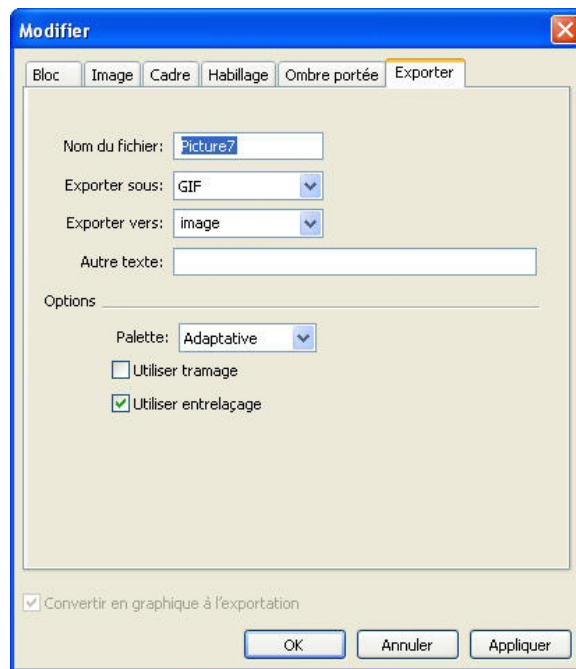 Modifier
Bloc Image Cadre Habillage Ombre portée Exporter
Nom du fichier: Picture7
Exporter sous: GIF
Exporter vers: image
Autre texte:
Options
Palette: Adaptative
Utiliser tramage
Utiliser entrelaçage
Convertir en graphique à l'exportation
OK Annuler Appliquer